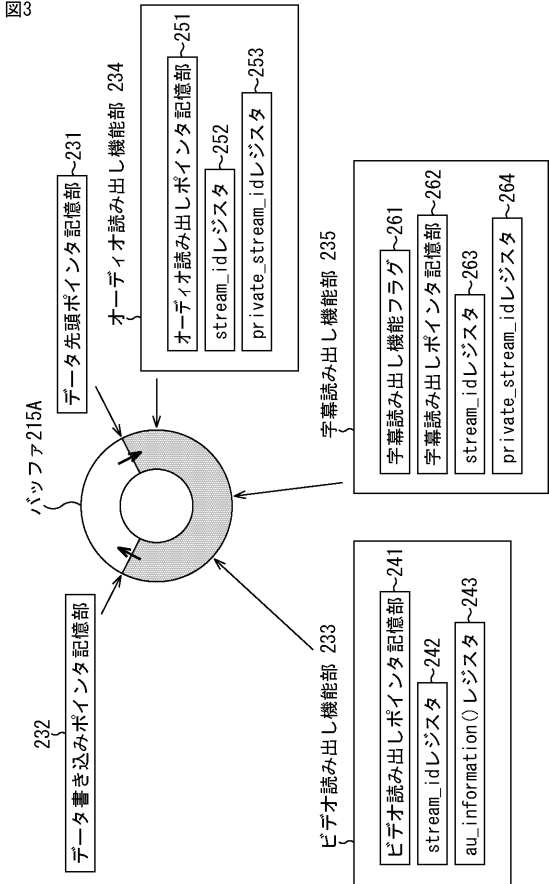 図3
バッファ215A
232
データ書き込みポインタ記憶部
データ先頭ポインタ記憶部~231
オーディオ読み出し機能部 234
オーディオ読み出しポインタ記憶部~251
stream_idレジスタ~252
private_stream_idレジスタ~253
ビデオ読み出し機能部 233
ビデオ読み出しポインタ記憶部~241
stream_idレジスタ~242
au_information()レジスタ~243
字幕読み出し機能部 235
字幕読み出し機能フラグ~261
字幕読み出しポインタ記憶部~262
stream_idレジスタ~263
private_stream_idレジスタ~264